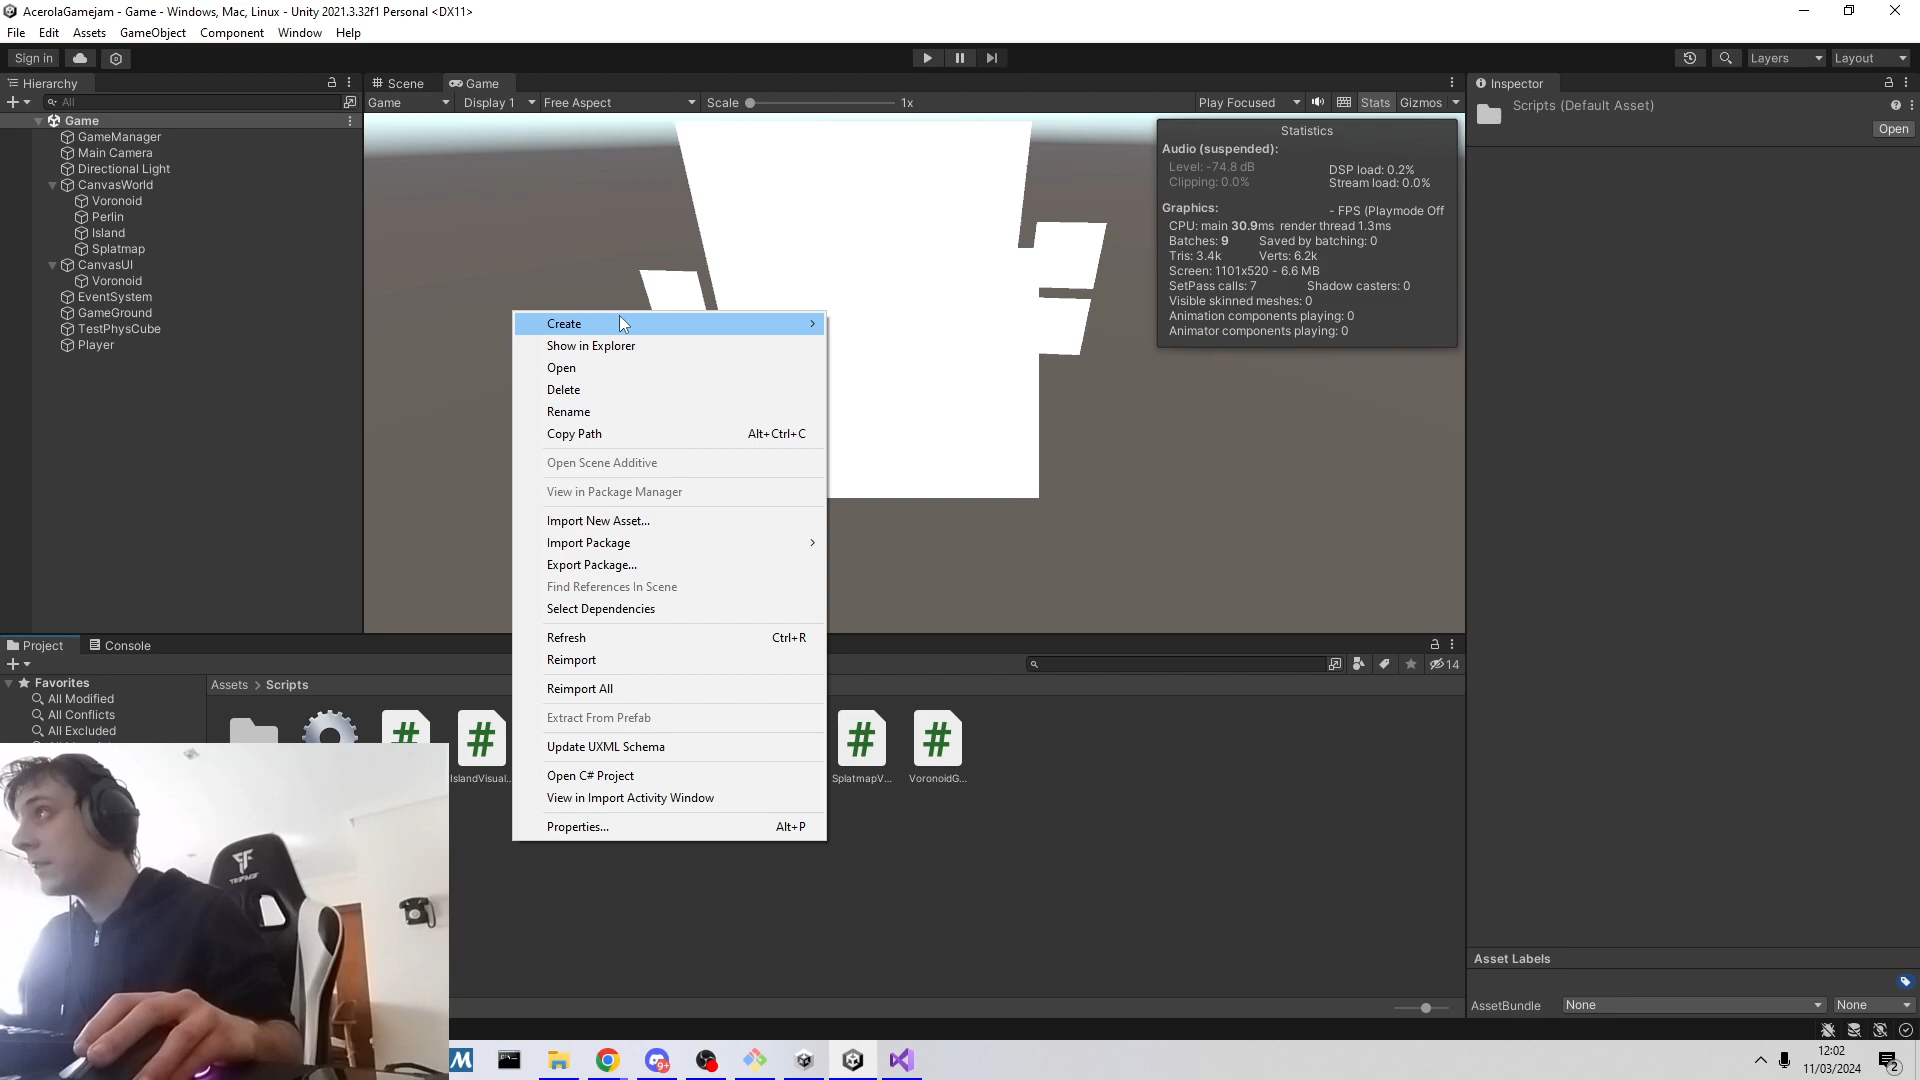 AcerolaGamejam - Game - Windows, Mac, Linux - Unity 2021.3.32f1 Personal <DX11>
File Edit Assets GameObject Component Window Help
Sign in Layers Layout
Hierarchy
All
Game
GameManager
Main Camera
Directional Light
CanvasWorld
Voronoid
Perlin
Island
Splatmap
CanvasUI
Voronoid
EventSystem
GameGround
TestPhysCube
Player
Scene Game
Game Display 1 Free Aspect Scale 1x Play Focused Stats Gizmos
Statistics
Audio (suspended):
Level: -74.8 dB DSP load: 0.2%
Clipping: 0.0% Stream load: 0.0%
Graphics: - FPS (Playmode Off
CPU: main 30.9ms render thread 1.3ms
Batches: 9 Saved by batching: 0
Tris: 3.4k Verts: 6.2k
Screen: 1101x520 - 6.6 MB
SetPass calls: 7 Shadow casters: 0
Visible skinned meshes: 0
Animation components playing: 0
Animator components playing: 0
Create
Show in Explorer
Open
Delete
Rename
Copy Path Alt+Ctrl+C
Open Scene Additive
View in Package Manager
Import New Asset...
Import Package
Export Package...
Find References In Scene
Select Dependencies
Refresh Ctrl+R
Reimport
Reimport All
Extract From Prefab
Update UXML Schema
Open C# Project
View in Import Activity Window
Properties... Alt+P
Inspector
Scripts (Default Asset)
Open
Project Console
14
Favorites
All Modified
All Conflicts
All Excluded
Assets > Scripts
# # # #
IslandVisual... SplatmapV... VoronoidG...
Asset Labels
AssetBundle None None
9+
12:02
11/03/2024
2